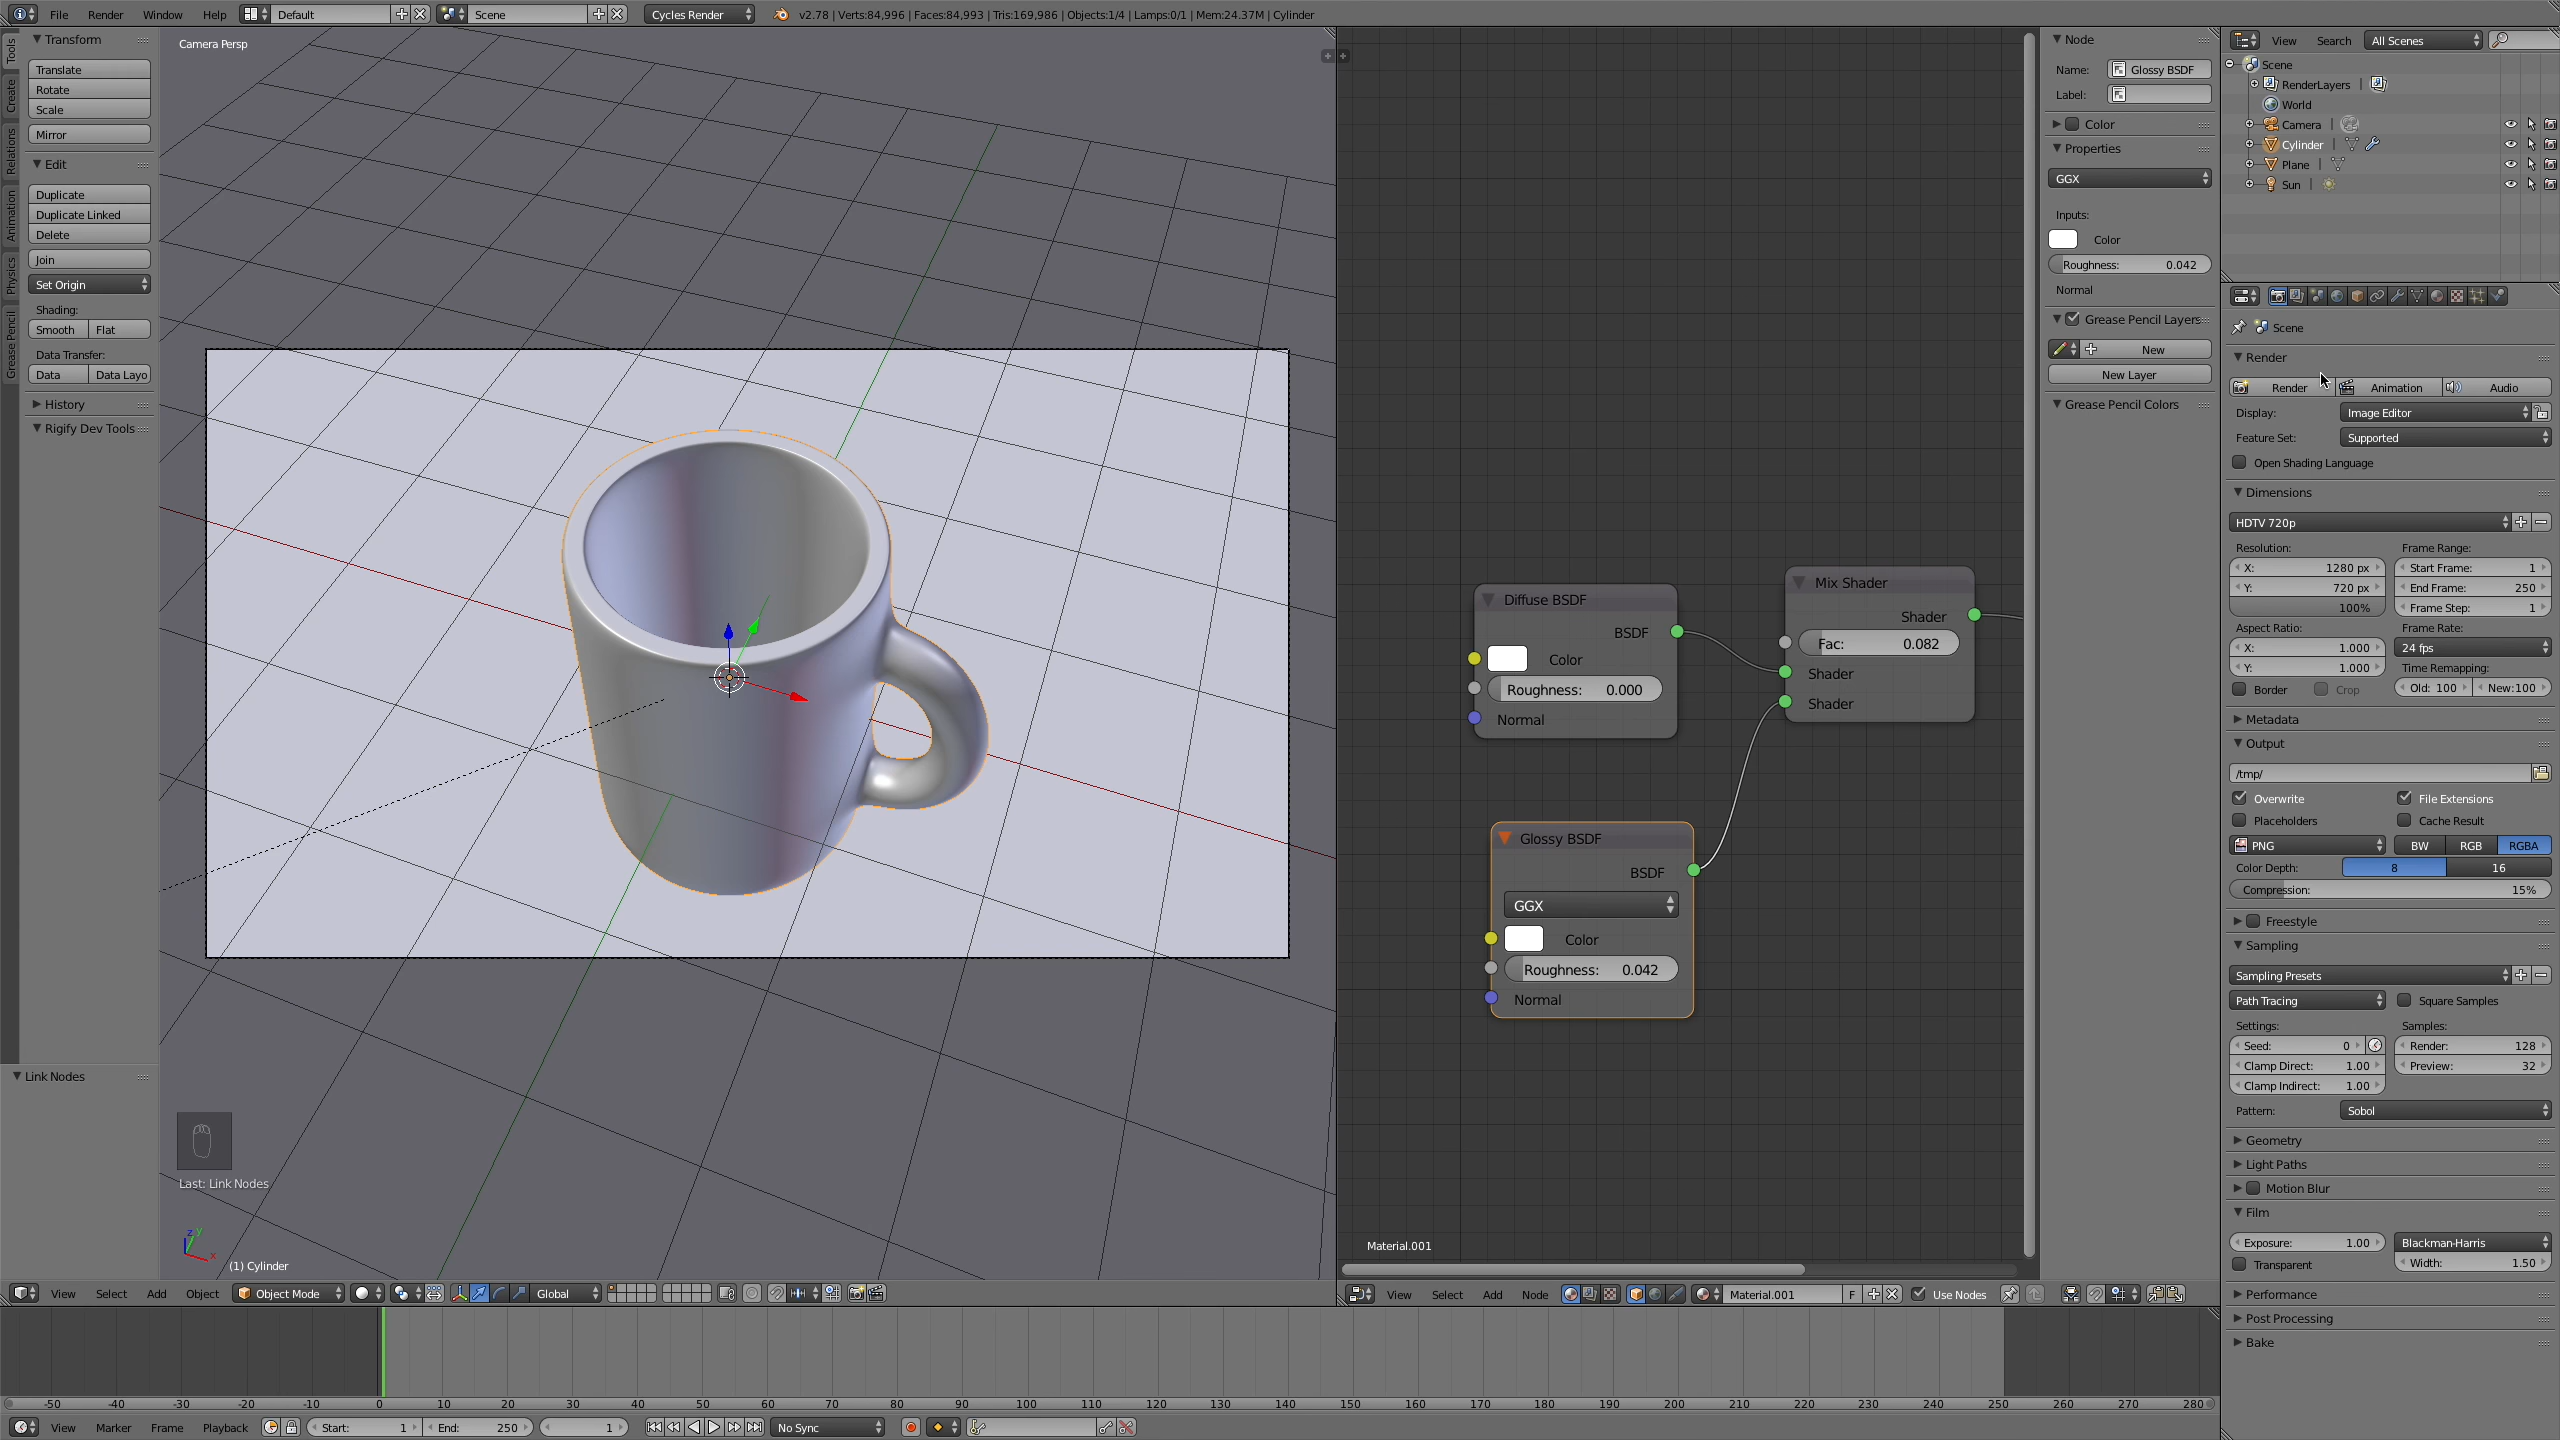 File Render Window Help Default Scene Cycles Render v2.78 | Verts:84,996 | Faces:84,993 | Tris:169,986 | Objects:1/4 | Lamps:0/1 | Mem:24.37M | Cylinder
Tools
Create
Relations
Animation
Physics
Grease Pencil
Transform
Translate
Rotate
Scale
Mirror
Edit
Duplicate
Duplicate Linked
Delete
Join
Set Origin
Shading:
Smooth Flat
Data Transfer:
Data Data Layo
History
Rigify Dev Tools
Link Nodes
Camera Persp
Last: Link Nodes
z y
x
(1) Cylinder
View Select Add Object Object Mode Global
Diffuse BSDF
BSDF
Color
Roughness: 0.000
Normal
Mix Shader
Shader
Fac: 0.082
Shader
Shader
Glossy BSDF
BSDF
GGX
Color
Roughness: 0.042
Normal
Material.001
View Select Add Node Material.001 F Use Nodes
Node
Name: Glossy BSDF
Label:
Color
Properties
GGX
Inputs:
Color
Roughness: 0.042
Normal
Grease Pencil Layers
New
New Layer
Grease Pencil Colors
View Search All Scenes
Scene
RenderLayers |
World
Camera |
Cylinder |
Plane |
Sun |
Scene
Render
Render Animation Audio
Display: Image Editor
Feature Set: Supported
Open Shading Language
Dimensions
HDTV 720p
Resolution: Frame Range:
X: 1280 px Start Frame: 1
Y: 720 px End Frame: 250
100% Frame Step: 1
Aspect Ratio: Frame Rate:
X: 1.000 24 fps
Y: 1.000 Time Remapping:
Border Crop Old: 100 New:100
Metadata
Output
/tmp/
Overwrite File Extensions
Placeholders Cache Result
PNG BW RGB RGBA
Color Depth: 8 16
Compression: 15%
Freestyle
Sampling
Sampling Presets
Path Tracing Square Samples
Settings: Samples:
Seed: 0 Render: 128
Clamp Direct: 1.00 Preview: 32
Clamp Indirect: 1.00
Pattern: Sobol
Geometry
Light Paths
Motion Blur
Film
Exposure: 1.00 Blackman-Harris
Transparent Width: 1.50
Performance
Post Processing
Bake
-50 -40 -30 -20 -10 0 10 20 30 40 50 60 70 80 90 100 110 120 130 140 150 160 170 180 190 200 210 220 230 240 250 260 270 280
View Marker Frame Playback Start: 1 End: 250 1 No Sync